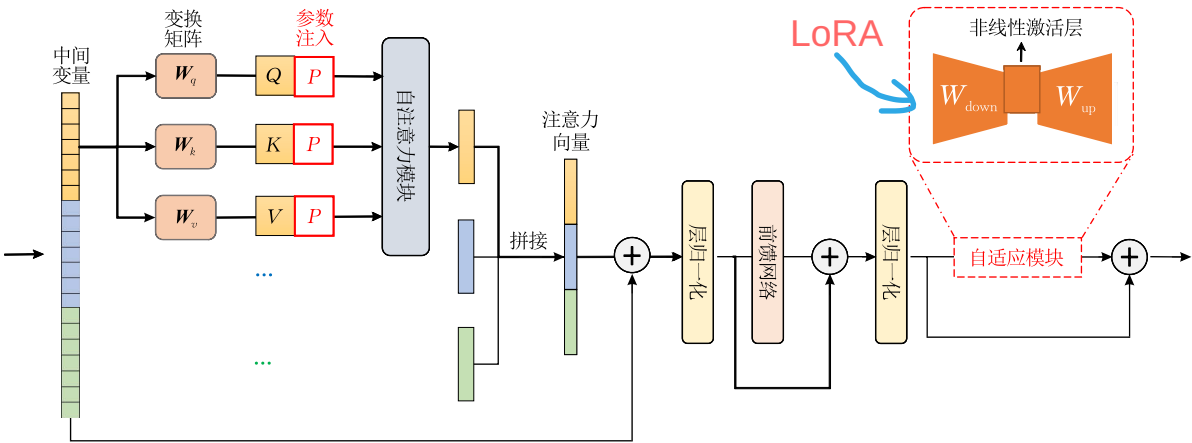 中间
变量
变换
矩阵
参数
注入
W_q
Q
P
W_k
K
P
W_v
V
P
...
...
自注意力模块
拼接
注意力
向量
+
层归一化
前馈网络
+
层归一化
LoRA
非线性激活层
W_down
W_up
自适应模块
+